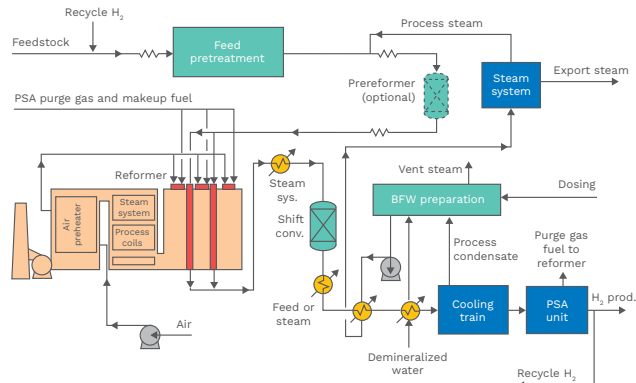 Recycle H₂
Feedstock
Feed
pretreatment
Process steam
Steam
system
Export steam
Prereformer
(optional)
PSA purge gas and makeup fuel
Reformer
Steam
system
Process
coils
Air
preheater
Air
Steam
sys.
Shift
conv.
Feed or
steam
Vent steam
BFW preparation
Dosing
Process
condensate
Purge gas
fuel to
reformer
Cooling
train
PSA
unit
H₂ prod.
Demineralized
water
Recycle H₂